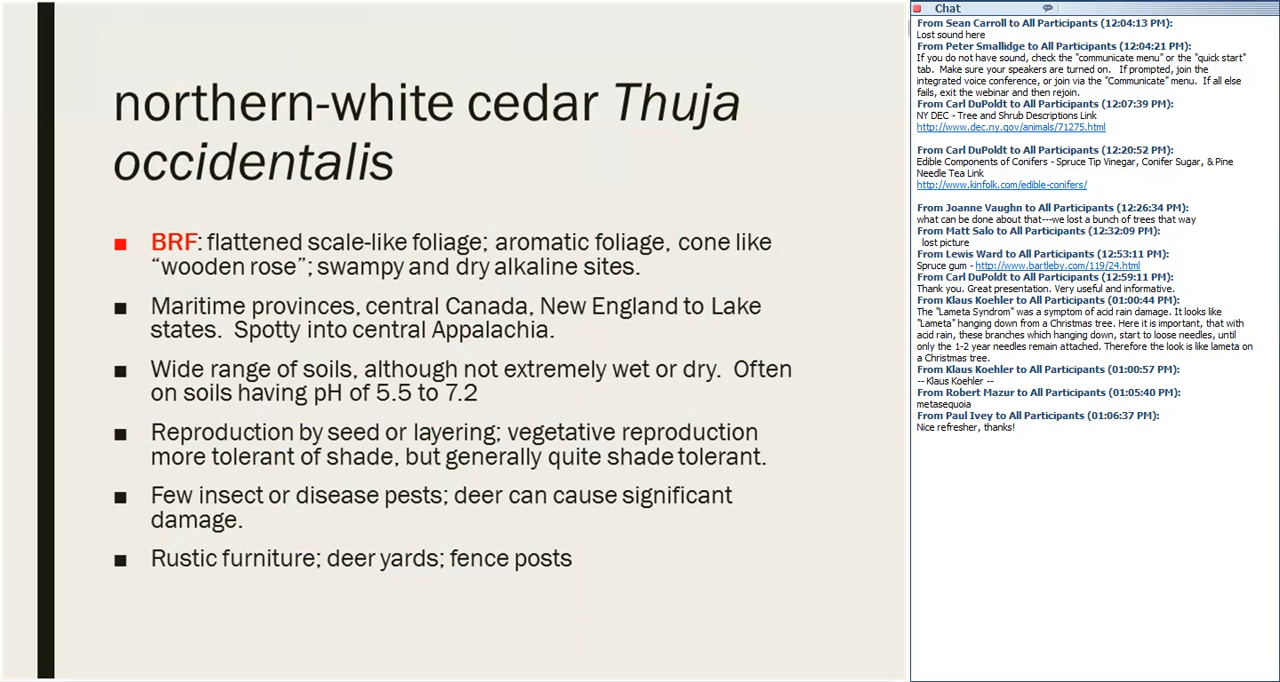 northern-white cedar Thuja
occidentalis
■ BRF: flattened scale-like foliage; aromatic foliage, cone like
“wooden rose”; swampy and dry alkaline sites.
■ Maritime provinces, central Canada, New England to Lake
states.  Spotty into central Appalachia.
■ Wide range of soils, although not extremely wet or dry.  Often
on soils having pH of 5.5 to 7.2
■ Reproduction by seed or layering; vegetative reproduction
more tolerant of shade, but generally quite shade tolerant.
■ Few insect or disease pests; deer can cause significant
damage.
■ Rustic furniture; deer yards; fence posts
Chat
From Sean Carroll to All Participants (12:04:13 PM):
Lost sound here
From Peter Smallidge to All Participants (12:04:21 PM):
If you do not have sound, check the "communicate menu" or the "quick start"
tab.  Make sure your speakers are turned on.   If prompted, join the
integrated voice conference, or join via the "Communicate" menu.  If all else
fails, exit the webinar and then rejoin.
From Carl DuPoldt to All Participants (12:07:39 PM):
NY DEC - Tree and Shrub Descriptions Link
http://www.dec.ny.gov/animals/71275.html
From Carl DuPoldt to All Participants (12:20:52 PM):
Edible Components of Conifers - Spruce Tip Vinegar, Conifer Sugar, & Pine
Needle Tea Link
http://www.kinfolk.com/edible-conifers/
From Joanne Vaughn to All Participants (12:26:34 PM):
what can be done about that---we lost a bunch of trees that way
From Matt Salo to All Participants (12:32:09 PM):
lost picture
From Lewis Ward to All Participants (12:53:11 PM):
Spruce gum - http://www.bartleby.com/119/24.html
From Carl DuPoldt to All Participants (12:59:11 PM):
Thank you. Great presentation. Very useful and informative.
From Klaus Koehler to All Participants (01:00:44 PM):
The "Lameta Syndrom" was a symptom of acid rain damage. It looks like
"Lameta" hanging down from a Christmas tree. Here it is important, that with
acid rain, these branches which hanging down, start to loose needles, until
only the 1-2 year needles remain attached. Therefore the look is like lameta on
a Christmas tree.
From Klaus Koehler to All Participants (01:00:57 PM):
-- Klaus Koehler --
From Robert Mazur to All Participants (01:05:40 PM):
metasequoia
From Paul Ivey to All Participants (01:06:37 PM):
Nice refresher, thanks!